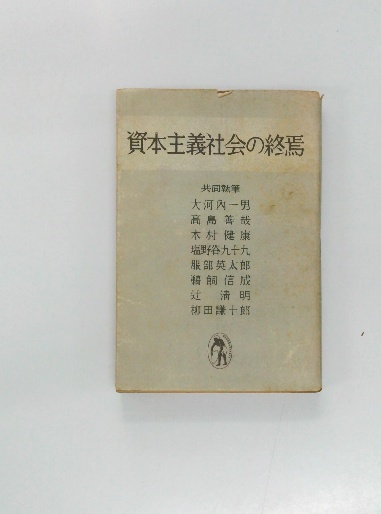 資本主義社会の終焉
共同執筆
大河内一男
高島善哉
木村健康
塩野谷九十九
服部英太郎
鵜飼信成
辻清明
柳田謙十郎